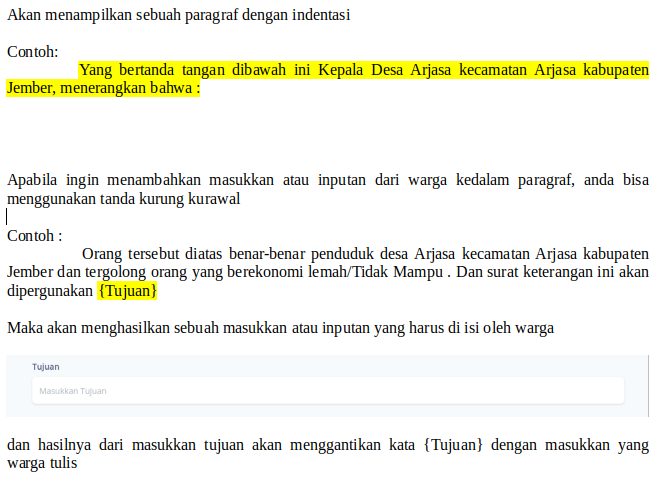 Akan menampilkan sebuah paragraf dengan indentasi
Contoh:
Yang bertanda tangan dibawah ini Kepala Desa Arjasa kecamatan Arjasa kabupaten
Jember, menerangkan bahwa :
Apabila ingin menambahkan masukkan atau inputan dari warga kedalam paragraf, anda bisa
menggunakan tanda kurung kurawal
Contoh :
Orang tersebut diatas benar-benar penduduk desa Arjasa kecamatan Arjasa kabupaten
Jember dan tergolong orang yang berekonomi lemah/Tidak Mampu . Dan surat keterangan ini akan
dipergunakan {Tujuan}
Maka akan menghasilkan sebuah masukkan atau inputan yang harus di isi oleh warga
Tujuan
Masukkan Tujuan
dan hasilnya dari masukkan tujuan akan menggantikan kata {Tujuan} dengan masukkan yang
warga tulis